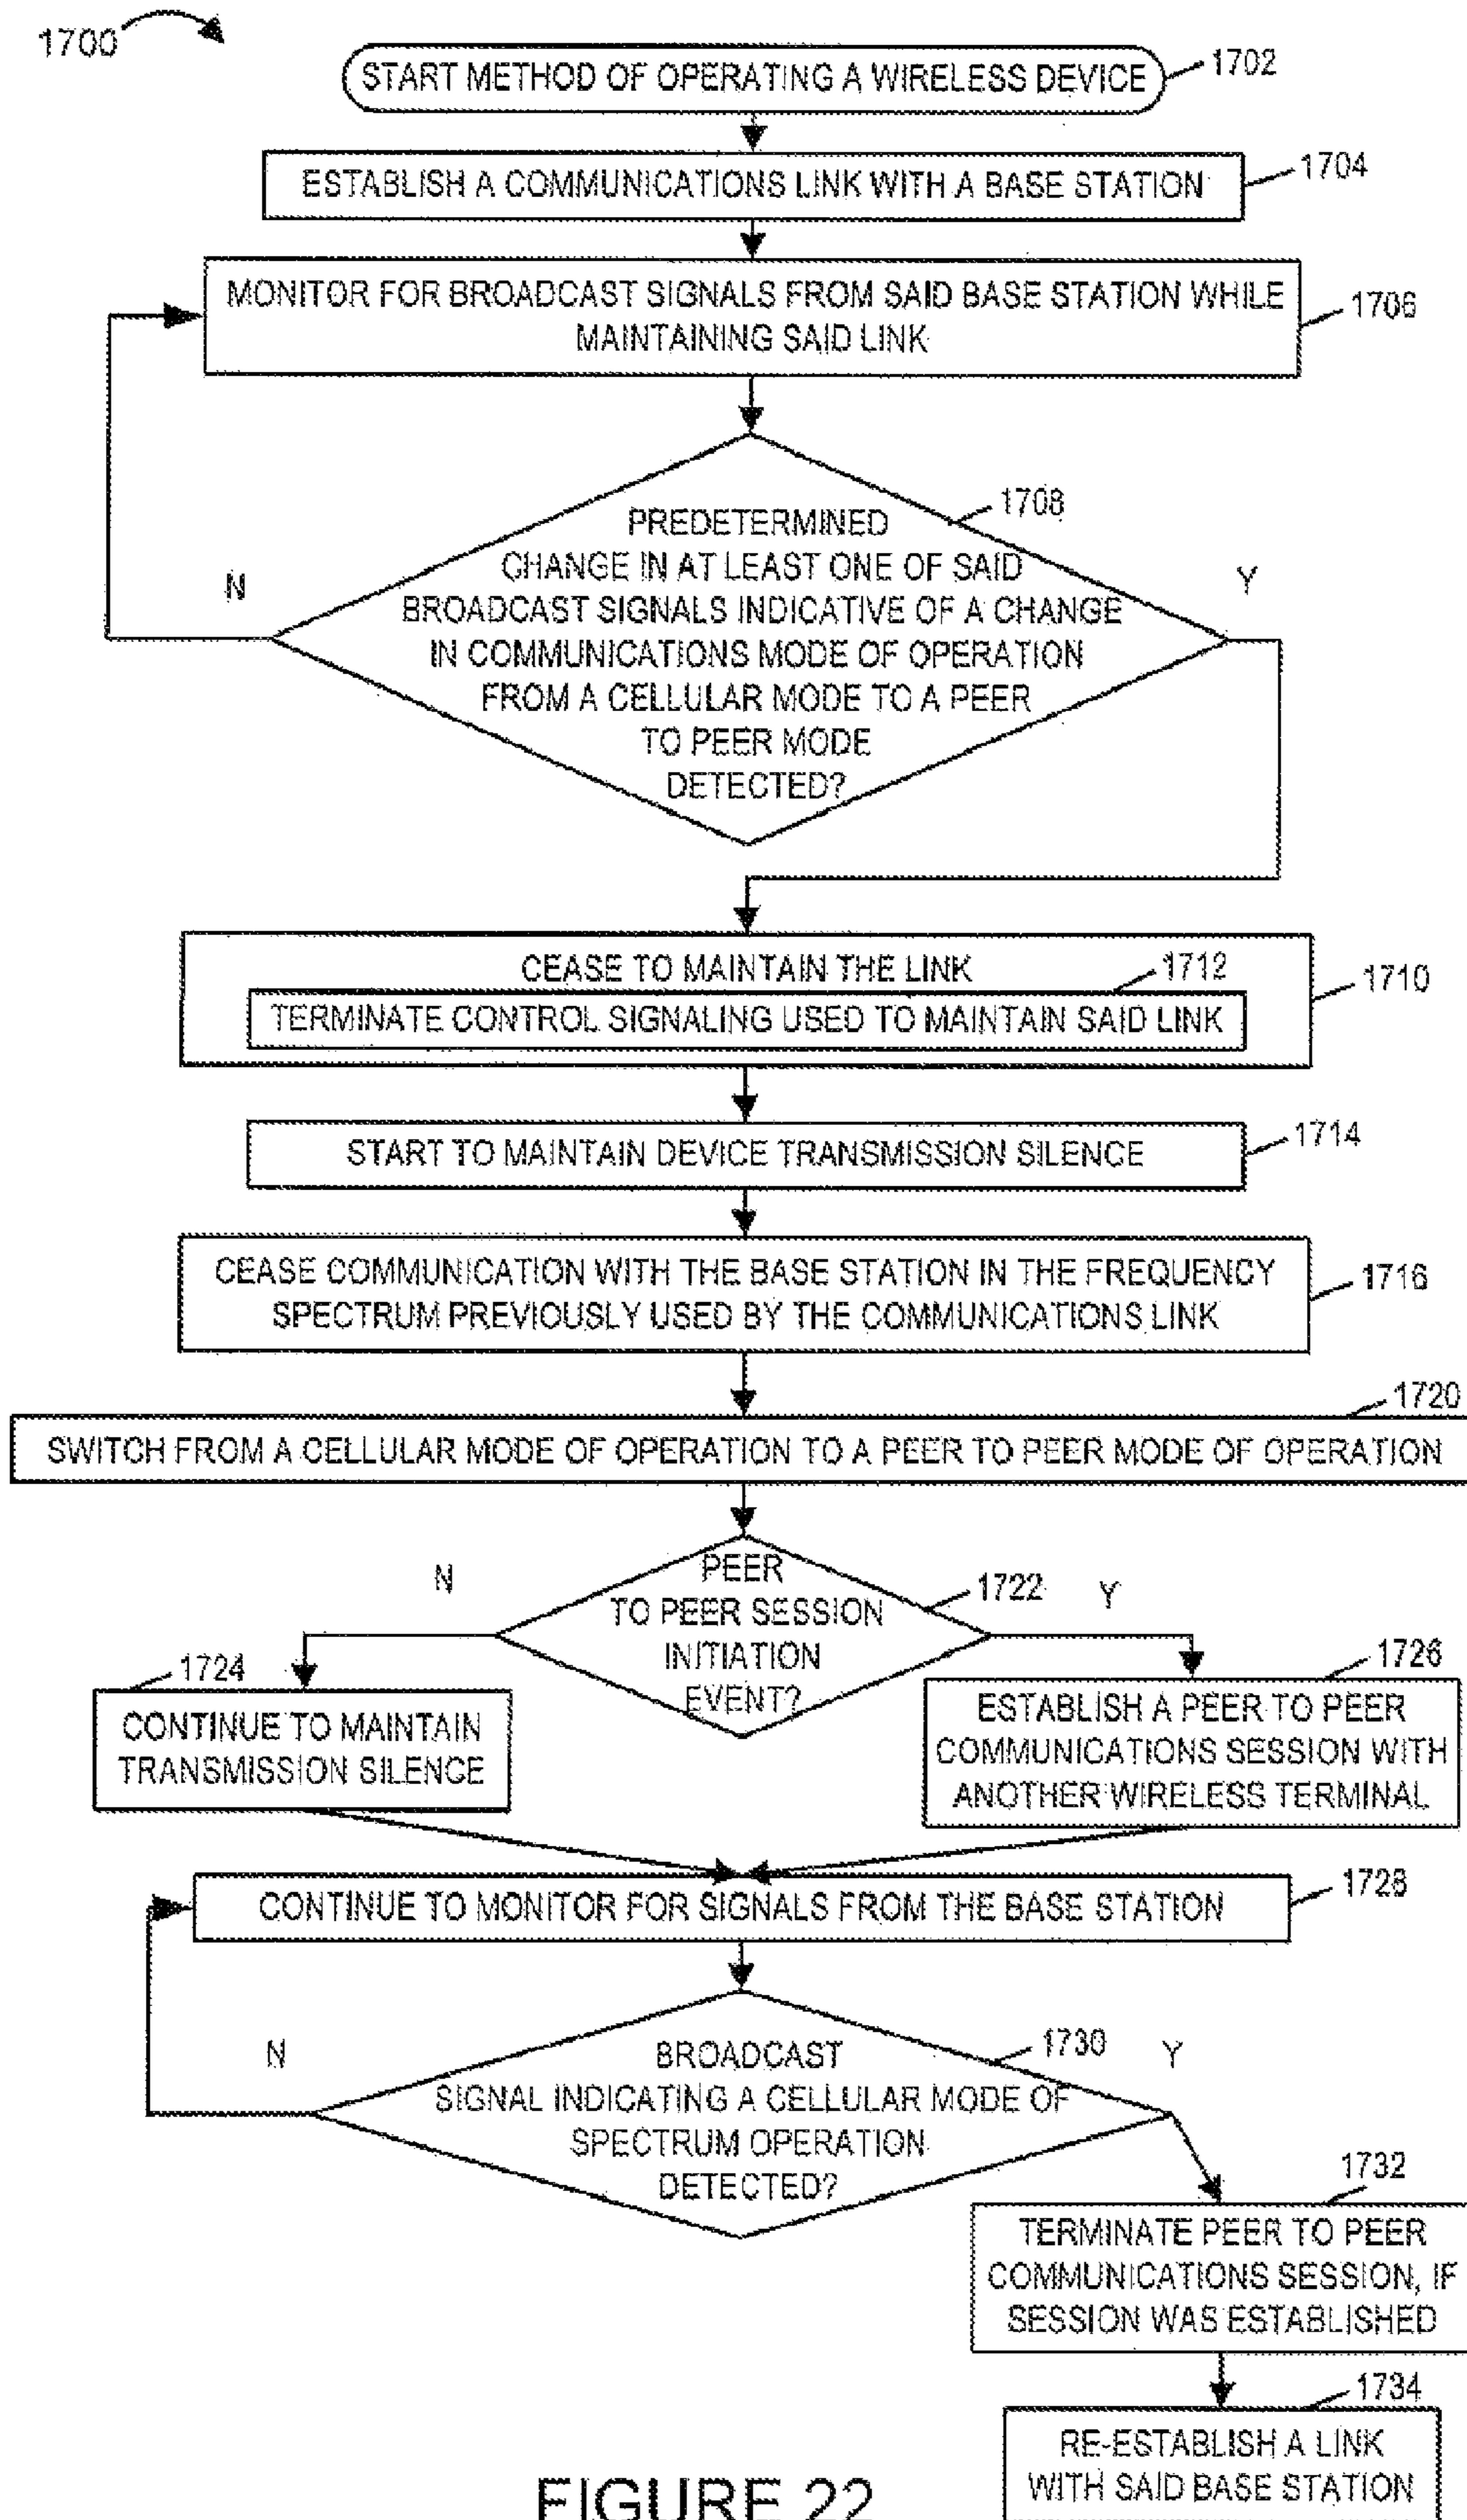 1700
START METHOD OF OPERATING A WIRELESS DEVICE
1702
ESTABLISH A COMMUNICATIONS LINK WITH A BASE STATION
1704
MONITOR FOR BROADCAST SIGNALS FROM SAID BASE STATION WHILE
MAINTAINING SAID LINK
1706
1708
PREDETERMINED
CHANGE IN AT LEAST ONE OF SAID
BROADCAST SIGNALS INDICATIVE OF A CHANGE
IN COMMUNICATIONS MODE OF OPERATION
FROM A CELLULAR MODE TO A PEER
TO PEER MODE
DETECTED?
N
Y
CEASE TO MAINTAIN THE LINK
1712
1710
TERMINATE CONTROL SIGNALING USED TO MAINTAIN SAID LINK
START TO MAINTAIN DEVICE TRANSMISSION SILENCE
1714
CEASE COMMUNICATION WITH THE BASE STATION IN THE FREQUENCY
SPECTRUM PREVIOUSLY USED BY THE COMMUNICATIONS LINK
1716
1720
SWITCH FROM A CELLULAR MODE OF OPERATION TO A PEER TO PEER MODE OF OPERATION
N
PEER
TO PEER SESSION
INITIATION
EVENT?
1722
Y
1724
CONTINUE TO MAINTAIN
TRANSMISSION SILENCE
1726
ESTABLISH A PEER TO PEER
COMMUNICATIONS SESSION WITH
ANOTHER WIRELESS TERMINAL
CONTINUE TO MONITOR FOR SIGNALS FROM THE BASE STATION
1728
N
BROADCAST
SIGNAL INDICATING A CELLULAR MODE OF
SPECTRUM OPERATION
DETECTED?
1730
Y
1732
TERMINATE PEER TO PEER
COMMUNICATIONS SESSION, IF
SESSION WAS ESTABLISHED
1734
RE-ESTABLISH A LINK
WITH SAID BASE STATION
FIGURE 22